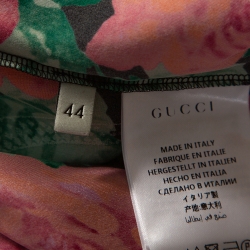 44
GUCCI
MADE IN ITALY
FABRIQUÉ EN ITALIE
HERGESTELLT IN ITALIEN
HECHO EN ITALIA
СДЕЛАНО В ИТАЛИИ
イタリア製
产地：意大利
صنع في إيطاليا